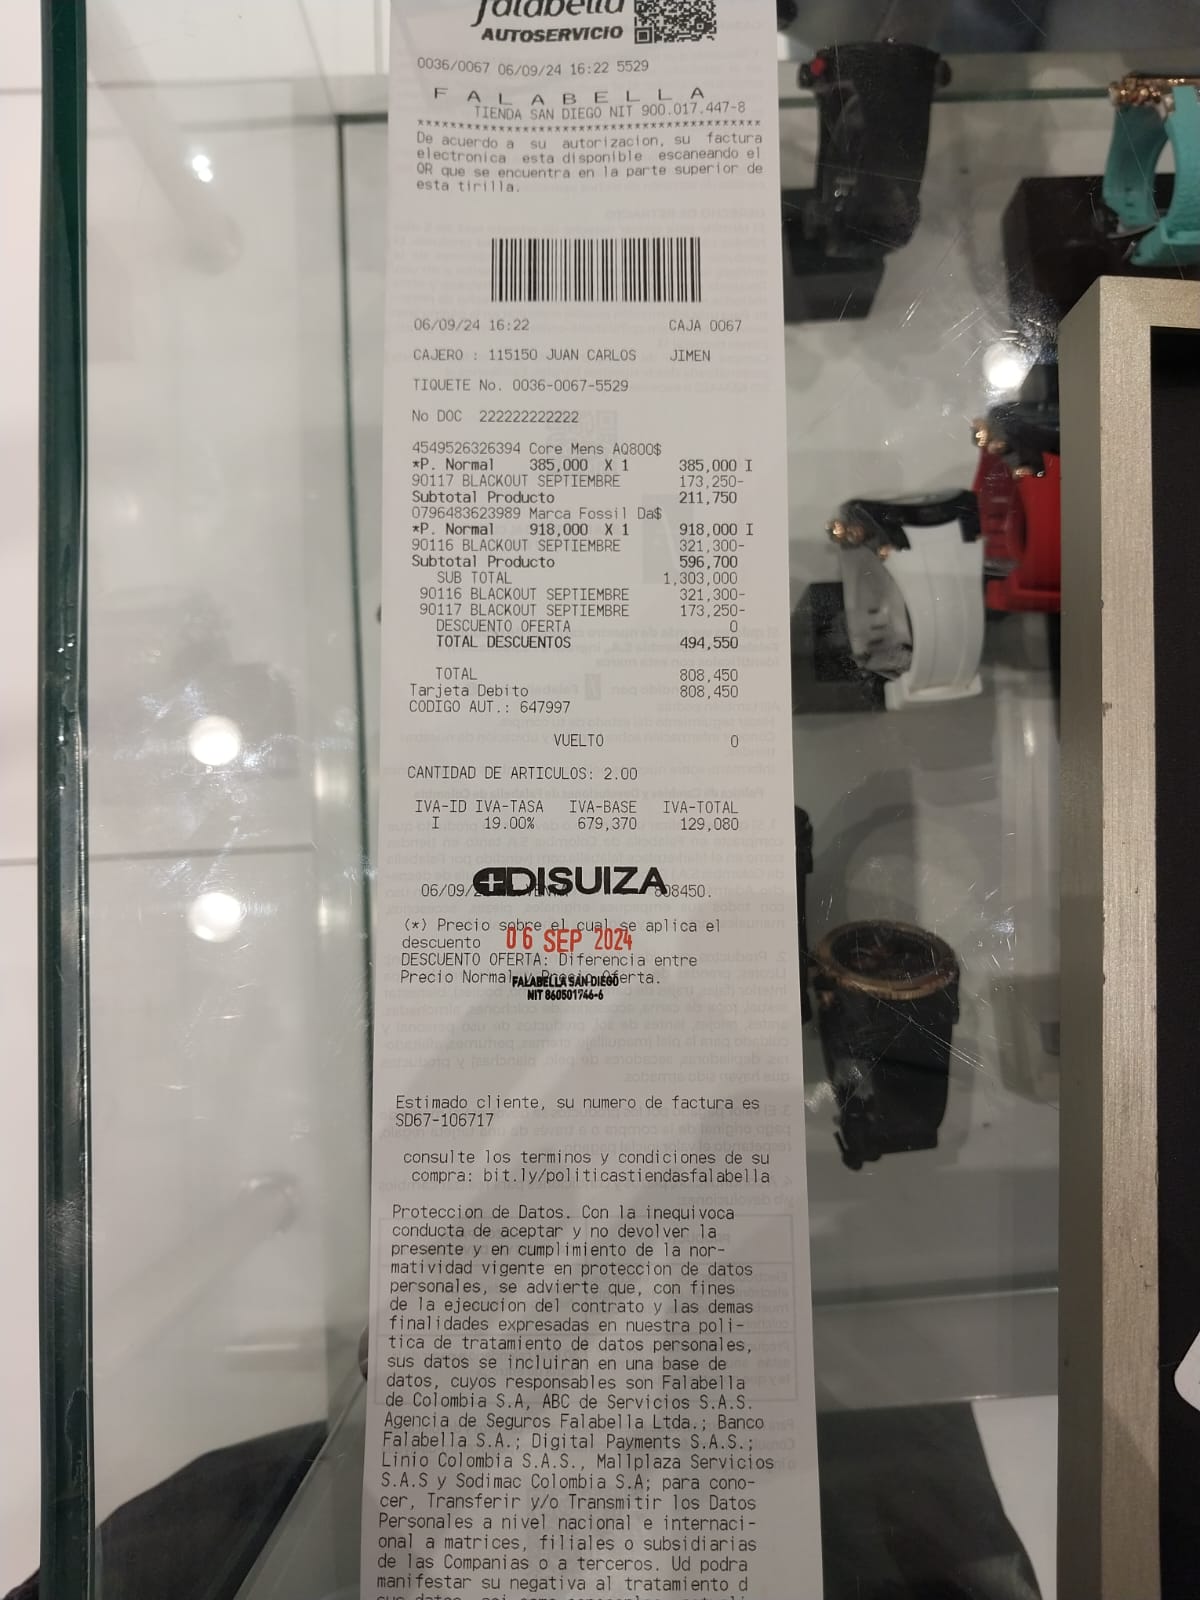 falabella
AUTOSERVICIO
0036/0067 06/09/24 16:22 5529
F A L A B E L L A
TIENDA SAN DIEGO NIT 900.017.447-8
******************************************
De acuerdo a su autorizacion, su factura
electronica esta disponible escaneando el
QR que se encuentra en la parte superior de
esta tirilla.
06/09/24 16:22 CAJA 0067
CAJERO : 115150 JUAN CARLOS JIMEN
TIQUETE No. 0036-0067-5529
No DOC 222222222222
4549526326394 Core Mens AQ800$
*P. Normal 385,000 X 1 385,000 I
90117 BLACKOUT SEPTIEMBRE 173,250-
Subtotal Producto 211,750
0796483623989 Marca Fossil Da$
*P. Normal 918,000 X 1 918,000 I
90116 BLACKOUT SEPTIEMBRE 321,300-
Subtotal Producto 596,700
SUB TOTAL 1,303,000
90116 BLACKOUT SEPTIEMBRE 321,300-
90117 BLACKOUT SEPTIEMBRE 173,250-
DESCUENTO OFERTA 0
TOTAL DESCUENTOS 494,550
TOTAL 808,450
Tarjeta Debito 808,450
CODIGO AUT.: 647997
VUELTO 0
CANTIDAD DE ARTICULOS: 2.00
IVA-ID IVA-TASA IVA-BASE IVA-TOTAL
I 19.00% 679,370 129,080
DISUIZA
06/09/2 VENTA 808450.
(*) Precio sobre el cual se aplica el
descuento
06 SEP 2024
DESCUENTO OFERTA: Diferencia entre
Precio Normal y Precio Oferta.
FALABELLA SAN DIEGO
NIT 860501746-6
Estimado cliente, su numero de factura es
SD67-106717
consulte los terminos y condiciones de su
compra: bit.ly/politicastiendasfalabella
Proteccion de Datos. Con la inequivoca
conducta de aceptar y no devolver la
presente y en cumplimiento de la nor-
matividad vigente en proteccion de datos
personales, se advierte que, con fines
de la ejecucion del contrato y las demas
finalidades expresadas en nuestra poli-
tica de tratamiento de datos personales,
sus datos se incluiran en una base de
datos, cuyos responsables son Falabella
de Colombia S.A, ABC de Servicios S.A.S.
Agencia de Seguros Falabella Ltda.; Banco
Falabella S.A.; Digital Payments S.A.S.;
Linio Colombia S.A.S., Mallplaza Servicios
S.A.S y Sodimac Colombia S.A; para cono-
cer, Transferir y/o Transmitir los Datos
Personales a nivel nacional e internaci-
onal a matrices, filiales o subsidiarias
de las Companias o a terceros. Ud podra
manifestar su negativa al tratamiento d